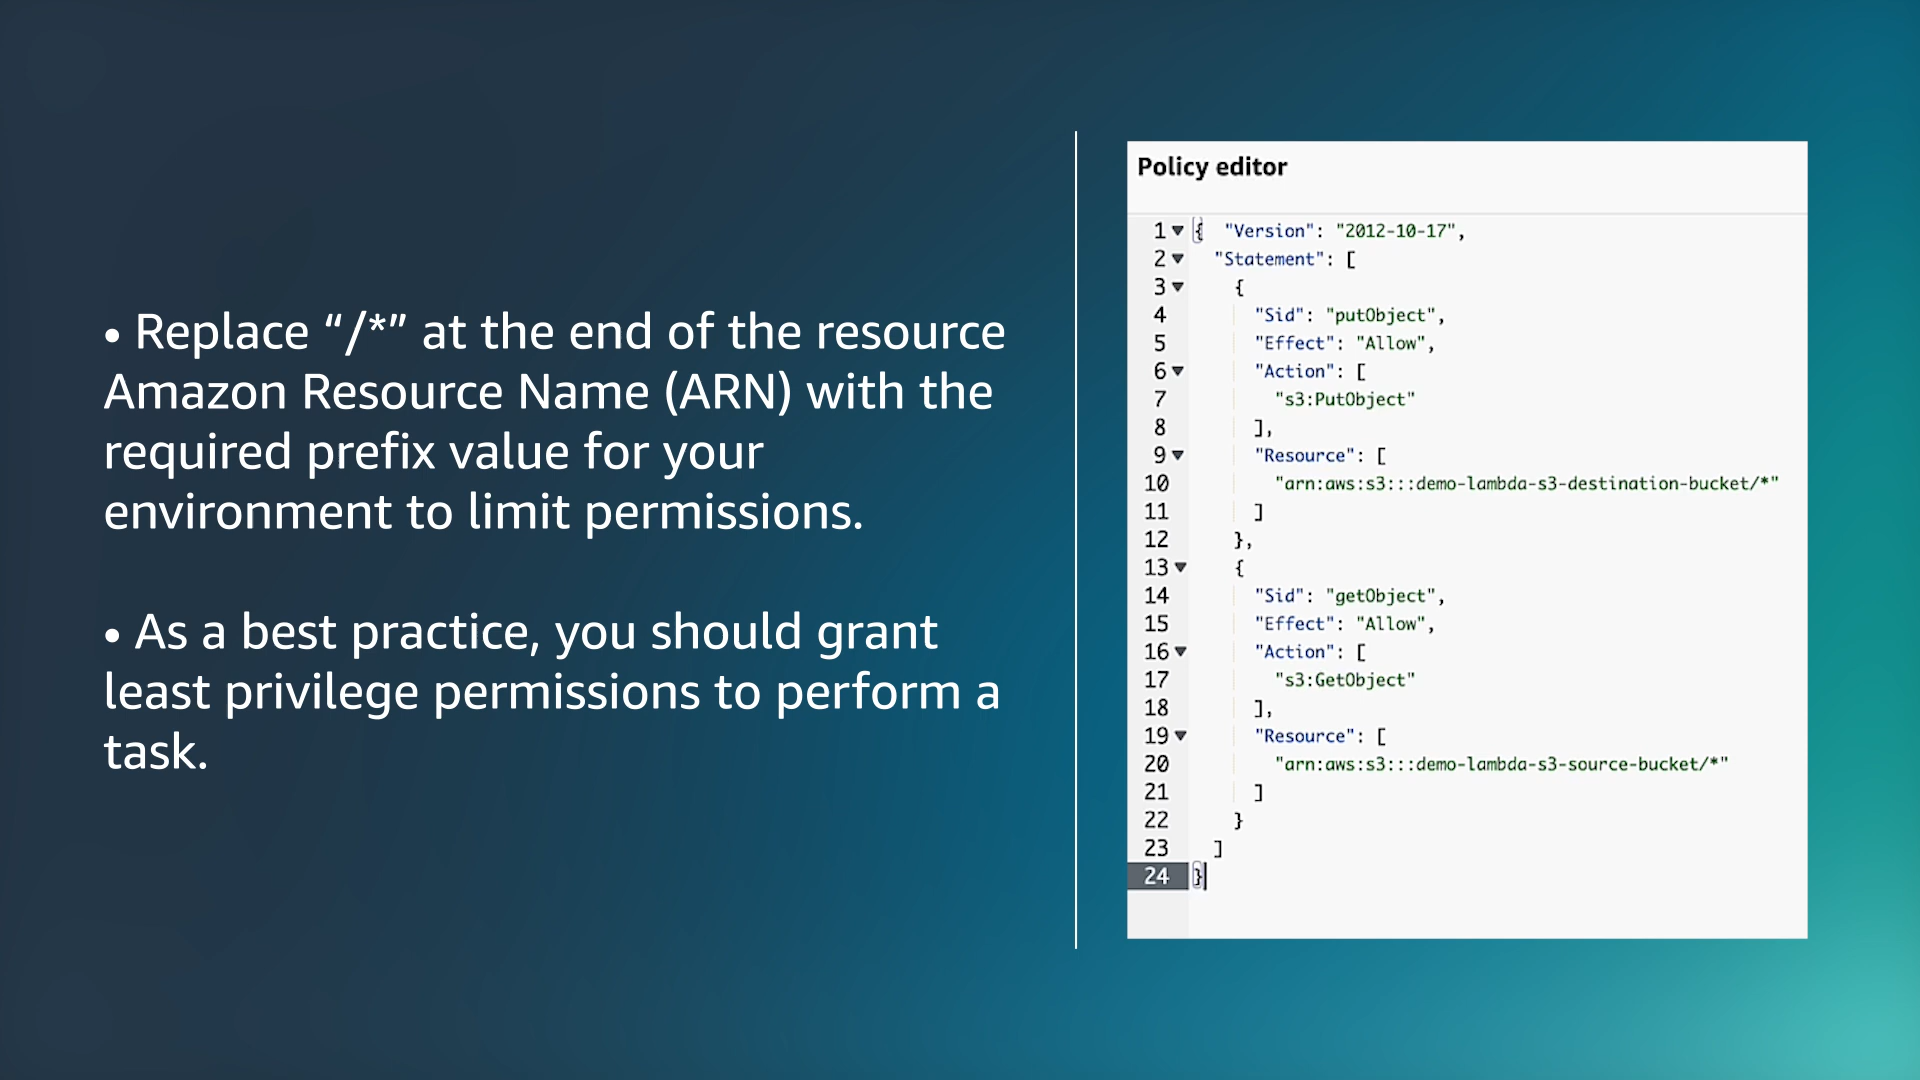 • Replace “/*” at the end of the resource
Amazon Resource Name (ARN) with the
required prefix value for your
environment to limit permissions.
• As a best practice, you should grant
least privilege permissions to perform a
task.
Policy editor
1 { "Version": "2012-10-17",
2 "Statement": [
3 {
4 "Sid": "putObject",
5 "Effect": "Allow",
6 "Action": [
7 "s3:PutObject"
8 ],
9 "Resource": [
10 "arn:aws:s3:::demo-lambda-s3-destination-bucket/*"
11 ]
12 },
13 {
14 "Sid": "getObject",
15 "Effect": "Allow",
16 "Action": [
17 "s3:GetObject"
18 ],
19 "Resource": [
20 "arn:aws:s3:::demo-lambda-s3-source-bucket/*"
21 ]
22 }
23 ]
24 }